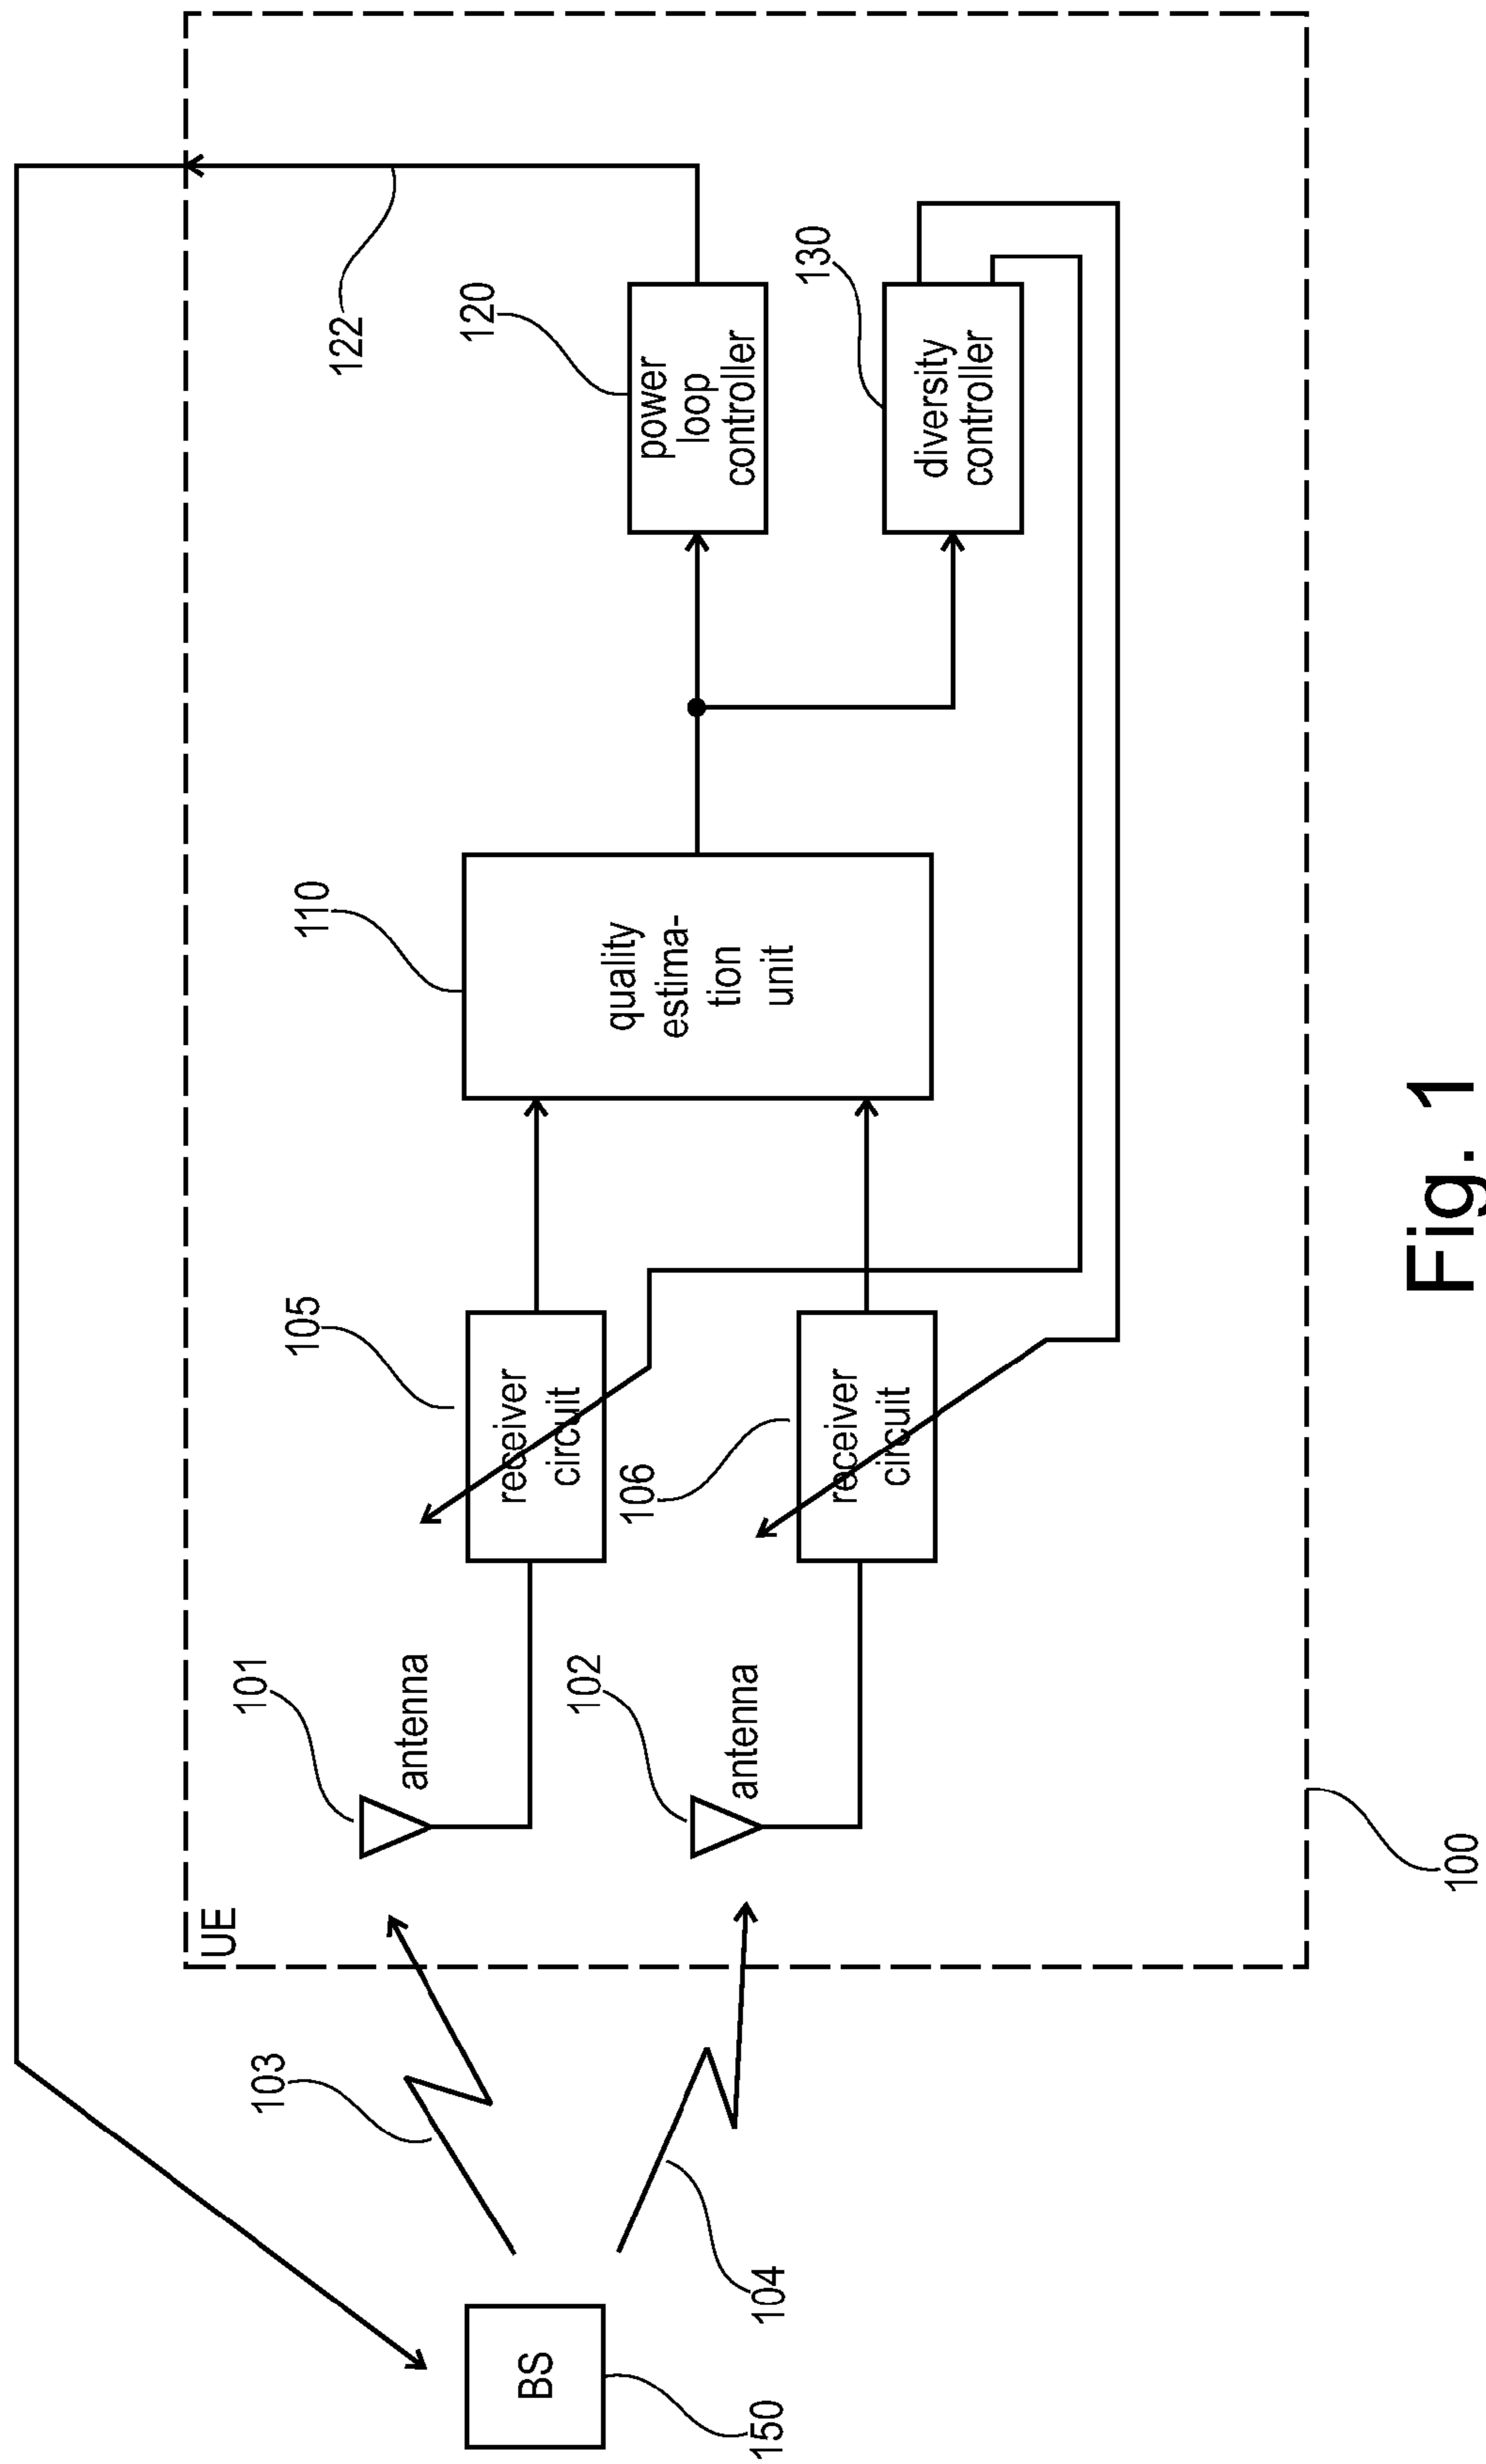 122
120
power
loop
controller
130
diversity
controller
110
quality
estima-
tion
unit
105
receiver
circuit
106
receiver
circuit
101
antenna
102
antenna
UE
100
103
104
BS
150
Fig. 1